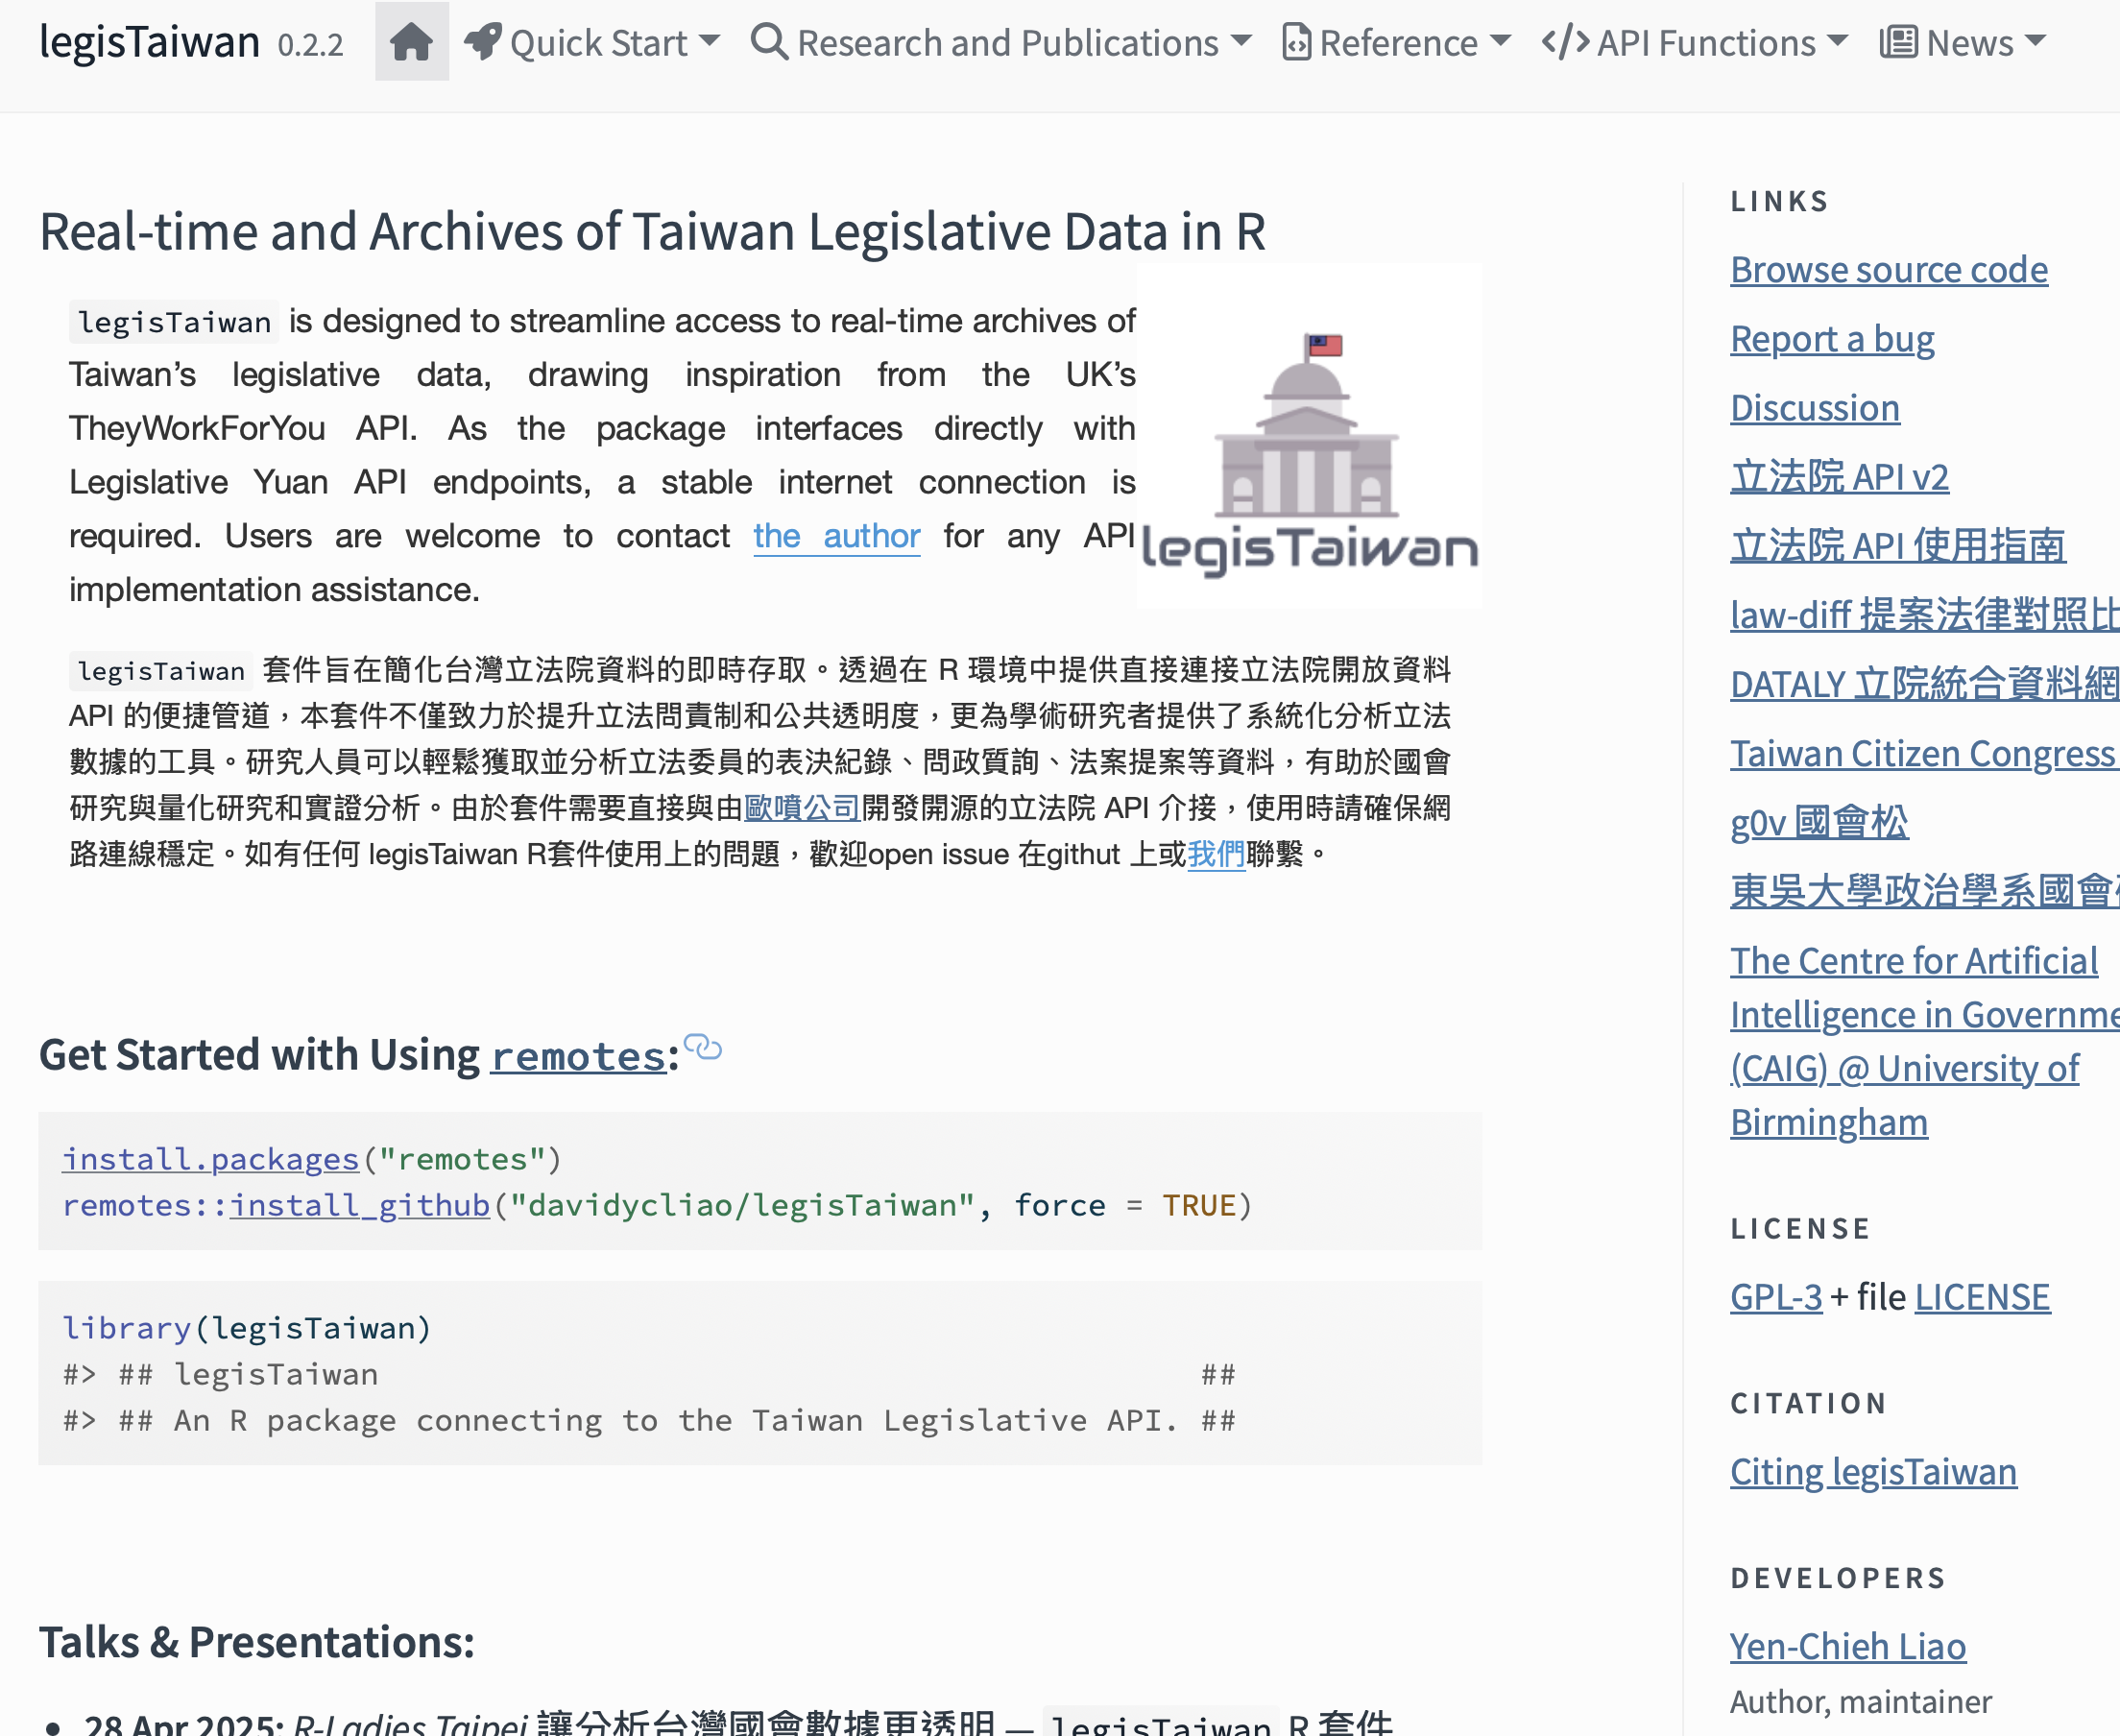 legisTaiwan 0.2.2 Quick Start Research and Publications Reference API Functions News
Real-time and Archives of Taiwan Legislative Data in R
legisTaiwan is designed to streamline access to real-time archives of
Taiwan’s legislative data, drawing inspiration from the UK’s
TheyWorkForYou API. As the package interfaces directly with
Legislative Yuan API endpoints, a stable internet connection is
required. Users are welcome to contact the author for any API
implementation assistance.
legisTaiwan
legisTaiwan 套件旨在簡化台灣立法院資料的即時存取。透過在 R 環境中提供直接連接立法院開放資料
API 的便捷管道，本套件不僅致力於提升立法問責制和公共透明度，更為學術研究者提供了系統化分析立法
數據的工具。研究人員可以輕鬆獲取並分析立法委員的表決紀錄、問政質詢、法案提案等資料，有助於國會
研究與量化研究和實證分析。由於套件需要直接與由歐噴公司開發開源的立法院 API 介接，使用時請確保網
路連線穩定。如有任何 legisTaiwan R套件使用上的問題，歡迎open issue 在githut 上或我們聯繫。
Get Started with Using remotes:
install.packages("remotes")
remotes::install_github("davidycliao/legisTaiwan", force = TRUE)
library(legisTaiwan)
#> ## legisTaiwan ##
#> ## An R package connecting to the Taiwan Legislative API. ##
Talks & Presentations:
28 Apr 2025: R-Ladies Taipei 讓分析台灣國會數據更透明 — legisTaiwan R 套件
LINKS
Browse source code
Report a bug
Discussion
立法院 API v2
立法院 API 使用指南
law-diff 提案法律對照比
DATALY 立院統合資料網
Taiwan Citizen Congress
g0v 國會松
東吳大學政治學系國會
The Centre for Artificial
Intelligence in Governme
(CAIG) @ University of
Birmingham
LICENSE
GPL-3 + file LICENSE
CITATION
Citing legisTaiwan
DEVELOPERS
Yen-Chieh Liao
Author, maintainer